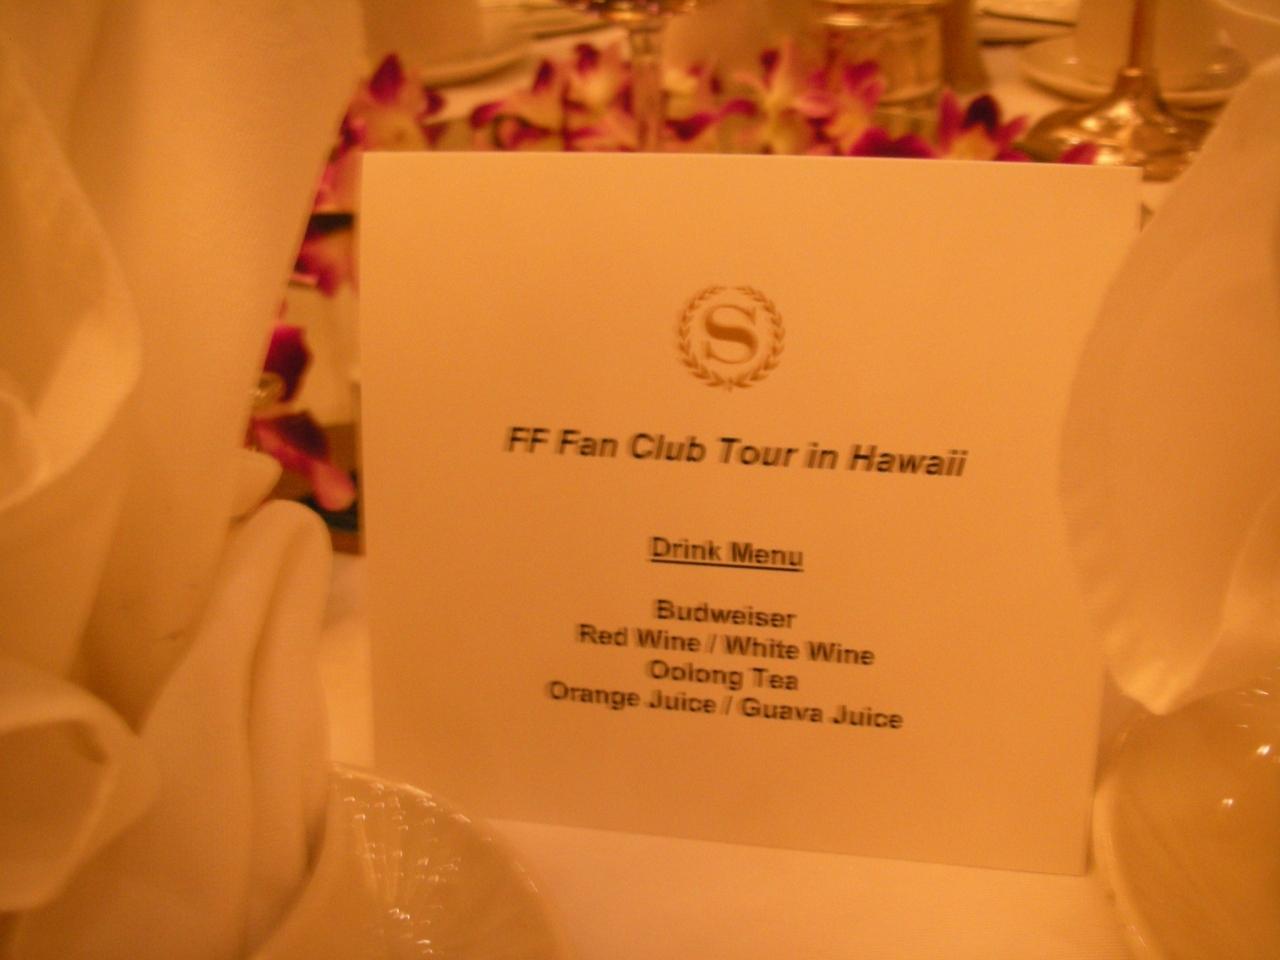 S
FF Fan Club Tour in Hawaii
Drink Menu
Budweiser
Red Wine / White Wine
Oolong Tea
Orange Juice / Guava Juice